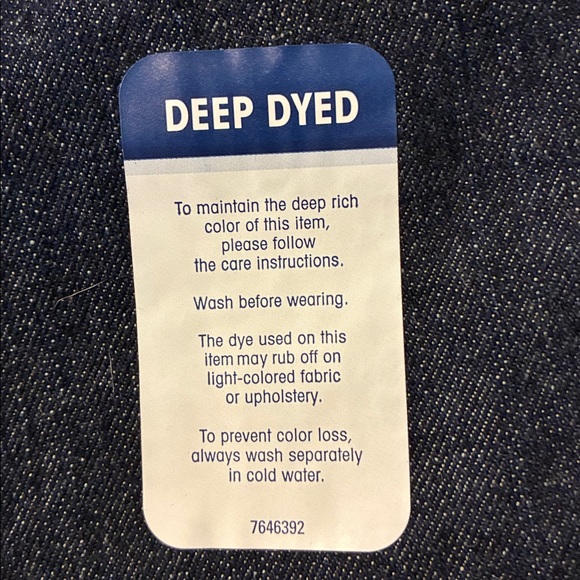 DEEP DYED
To maintain the deep rich
color of this item,
please follow
the care instructions.
Wash before wearing.
The dye used on this
item may rub off on
light-colored fabric
or upholstery.
To prevent color loss,
always wash separately
in cold water.
7646392